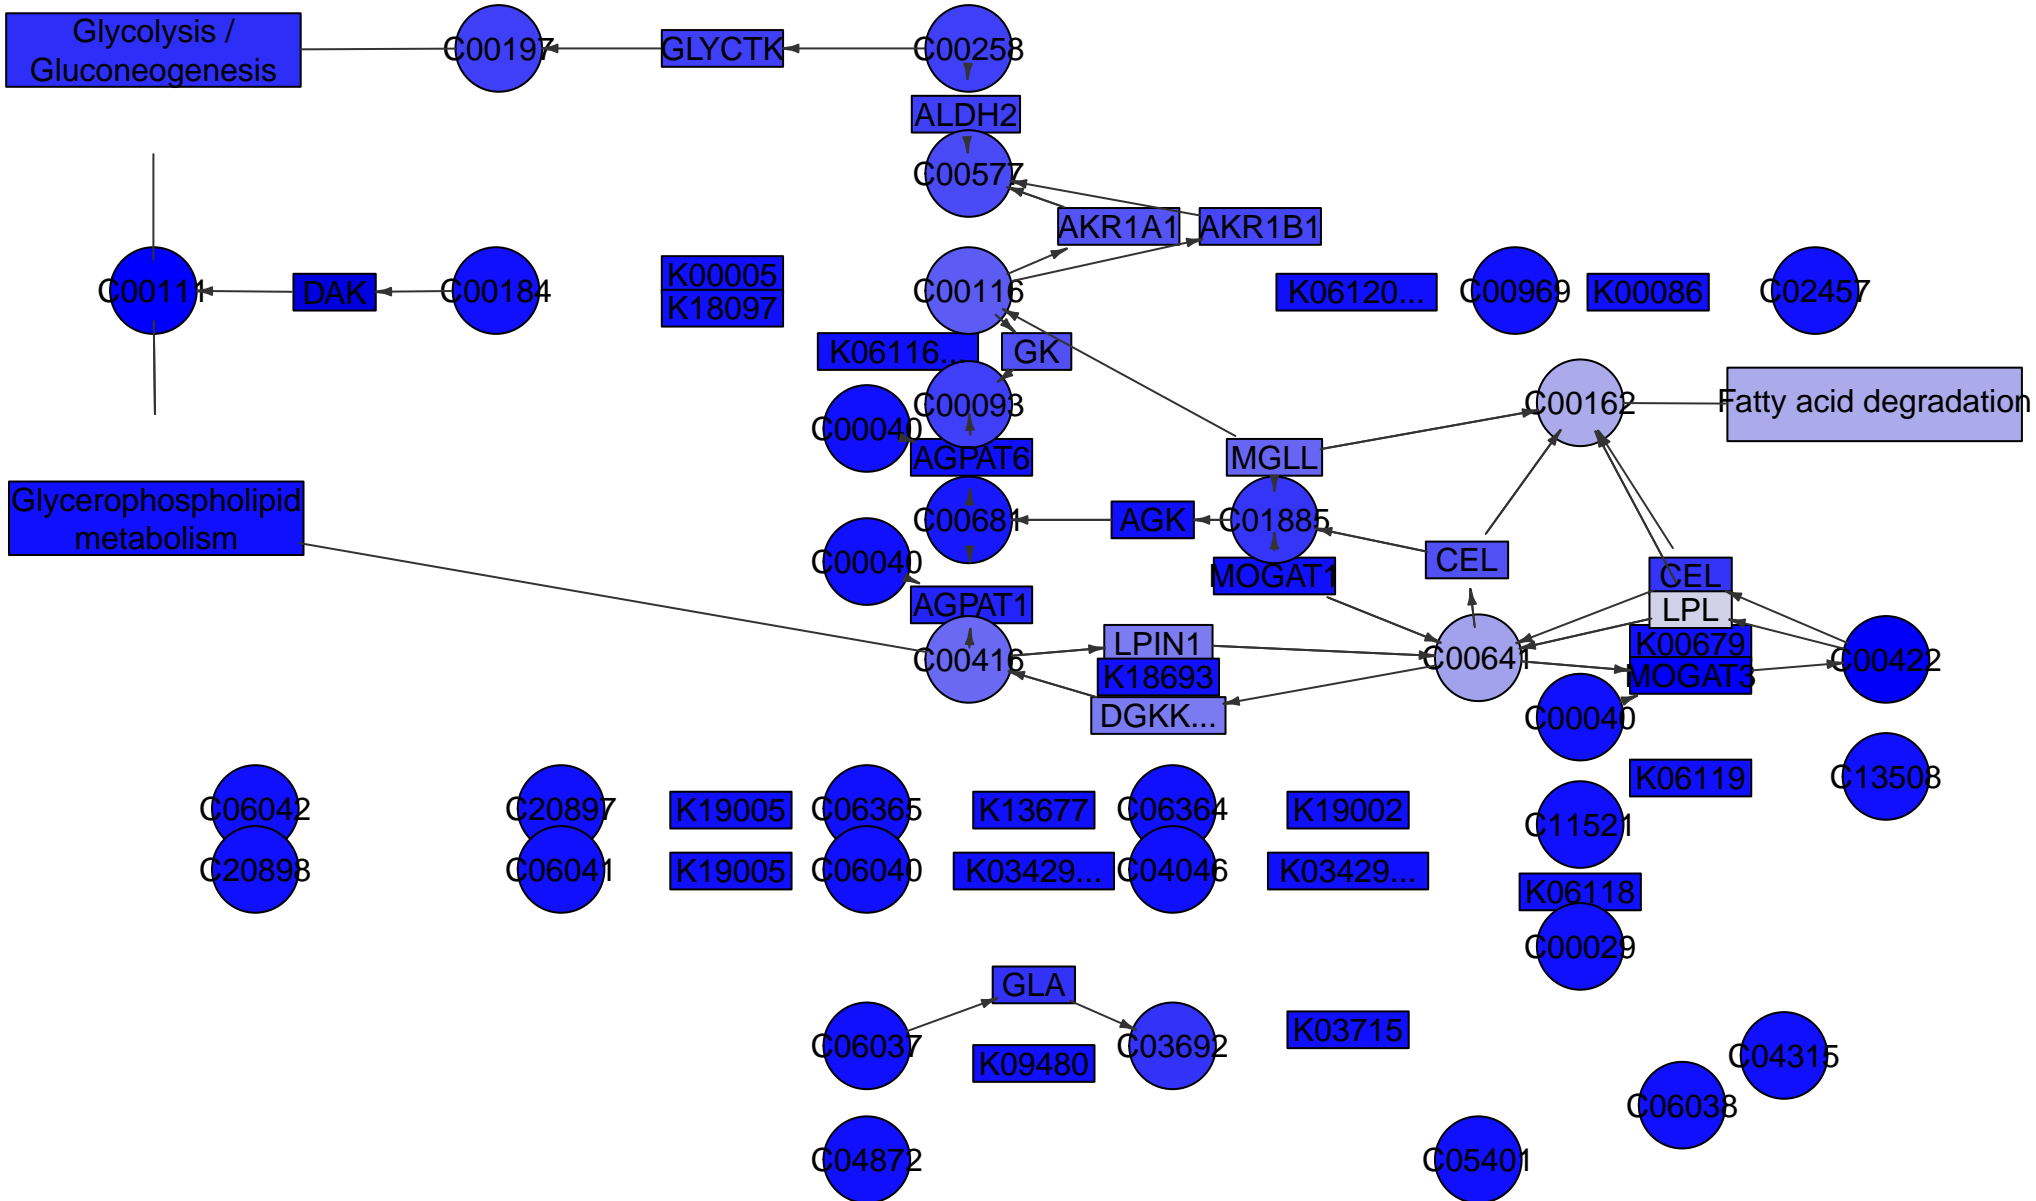 Glycolysis /
Gluconeogenesis
C00197
GLYCTK
C00258
ALDH2
C00577
AKR1A1
AKR1B1
C00111
DAK
C00184
K00005
K18097
C00116
K06120...
C00969
K00086
C02457
K06116...
GK
C00093
C00162
Fatty acid degradation
C00040
AGPAT6
MGLL
Glycerophospholipid
metabolism
C00681
AGK
C01885
C00040
MOGAT1
CEL
CEL
LPL
AGPAT1
C00416
LPIN1
K18693
DGKK...
C00641
K00679
MOGAT3
C00422
C00040
C06042
C20897
K19005
C06365
K13677
C06364
K19002
C11521
K06119
C13508
C20898
C06041
K19005
C06040
K03429...
C04046
K03429...
K06118
C00029
GLA
C06037
K09480
C03692
K03715
C04315
C06038
C04872
C05401